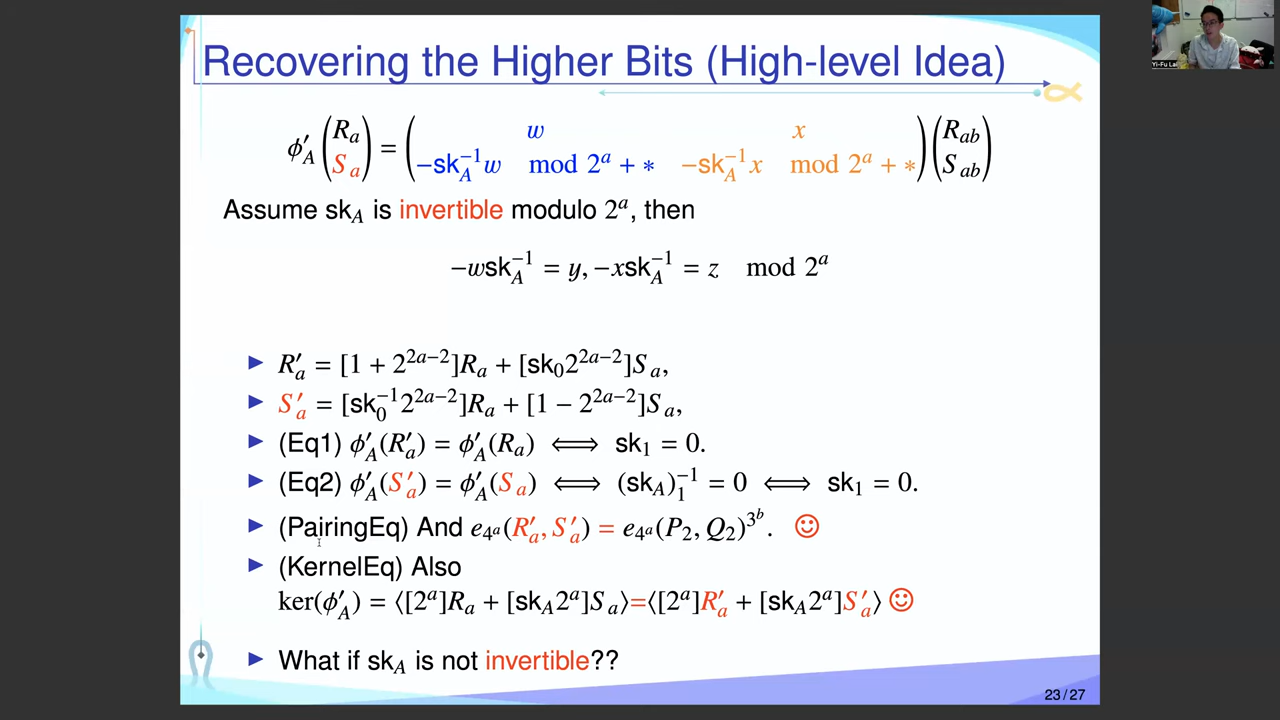 Recovering the Higher Bits (High-level Idea)
ϕ′_A (R_a S_a) = ( w x −sk_A^{−1}w mod 2^a + ∗ −sk_A^{−1}x mod 2^a + ∗ ) (R_ab S_ab)
Assume sk_A is invertible modulo 2^a, then
−wsk_A^{−1} = y, −xsk_A^{−1} = z mod 2^a
▶ R′_a = [1 + 2^{2a−2}]R_a + [sk_0 2^{2a−2}]S_a,
▶ S′_a = [sk_0^{−1} 2^{2a−2}]R_a + [1 − 2^{2a−2}]S_a,
▶ (Eq1) ϕ′_A(R′_a) = ϕ′_A(R_a) ⟺ sk_1 = 0.
▶ (Eq2) ϕ′_A(S′_a) = ϕ′_A(S_a) ⟺ (sk_A)_1^{−1} = 0 ⟺ sk_1 = 0.
▶ (PairingEq) And e_{4^a}(R′_a, S′_a) = e_{4^a}(P_2, Q_2)^{3^b}. ☺
▶ (KernelEq) Also
ker(ϕ′_A) = ⟨[2^a]R_a + [sk_A 2^a]S_a⟩=⟨[2^a]R′_a + [sk_A 2^a]S′_a⟩ ☺
▶ What if sk_A is not invertible??
23/27
Yi-Fu Lai